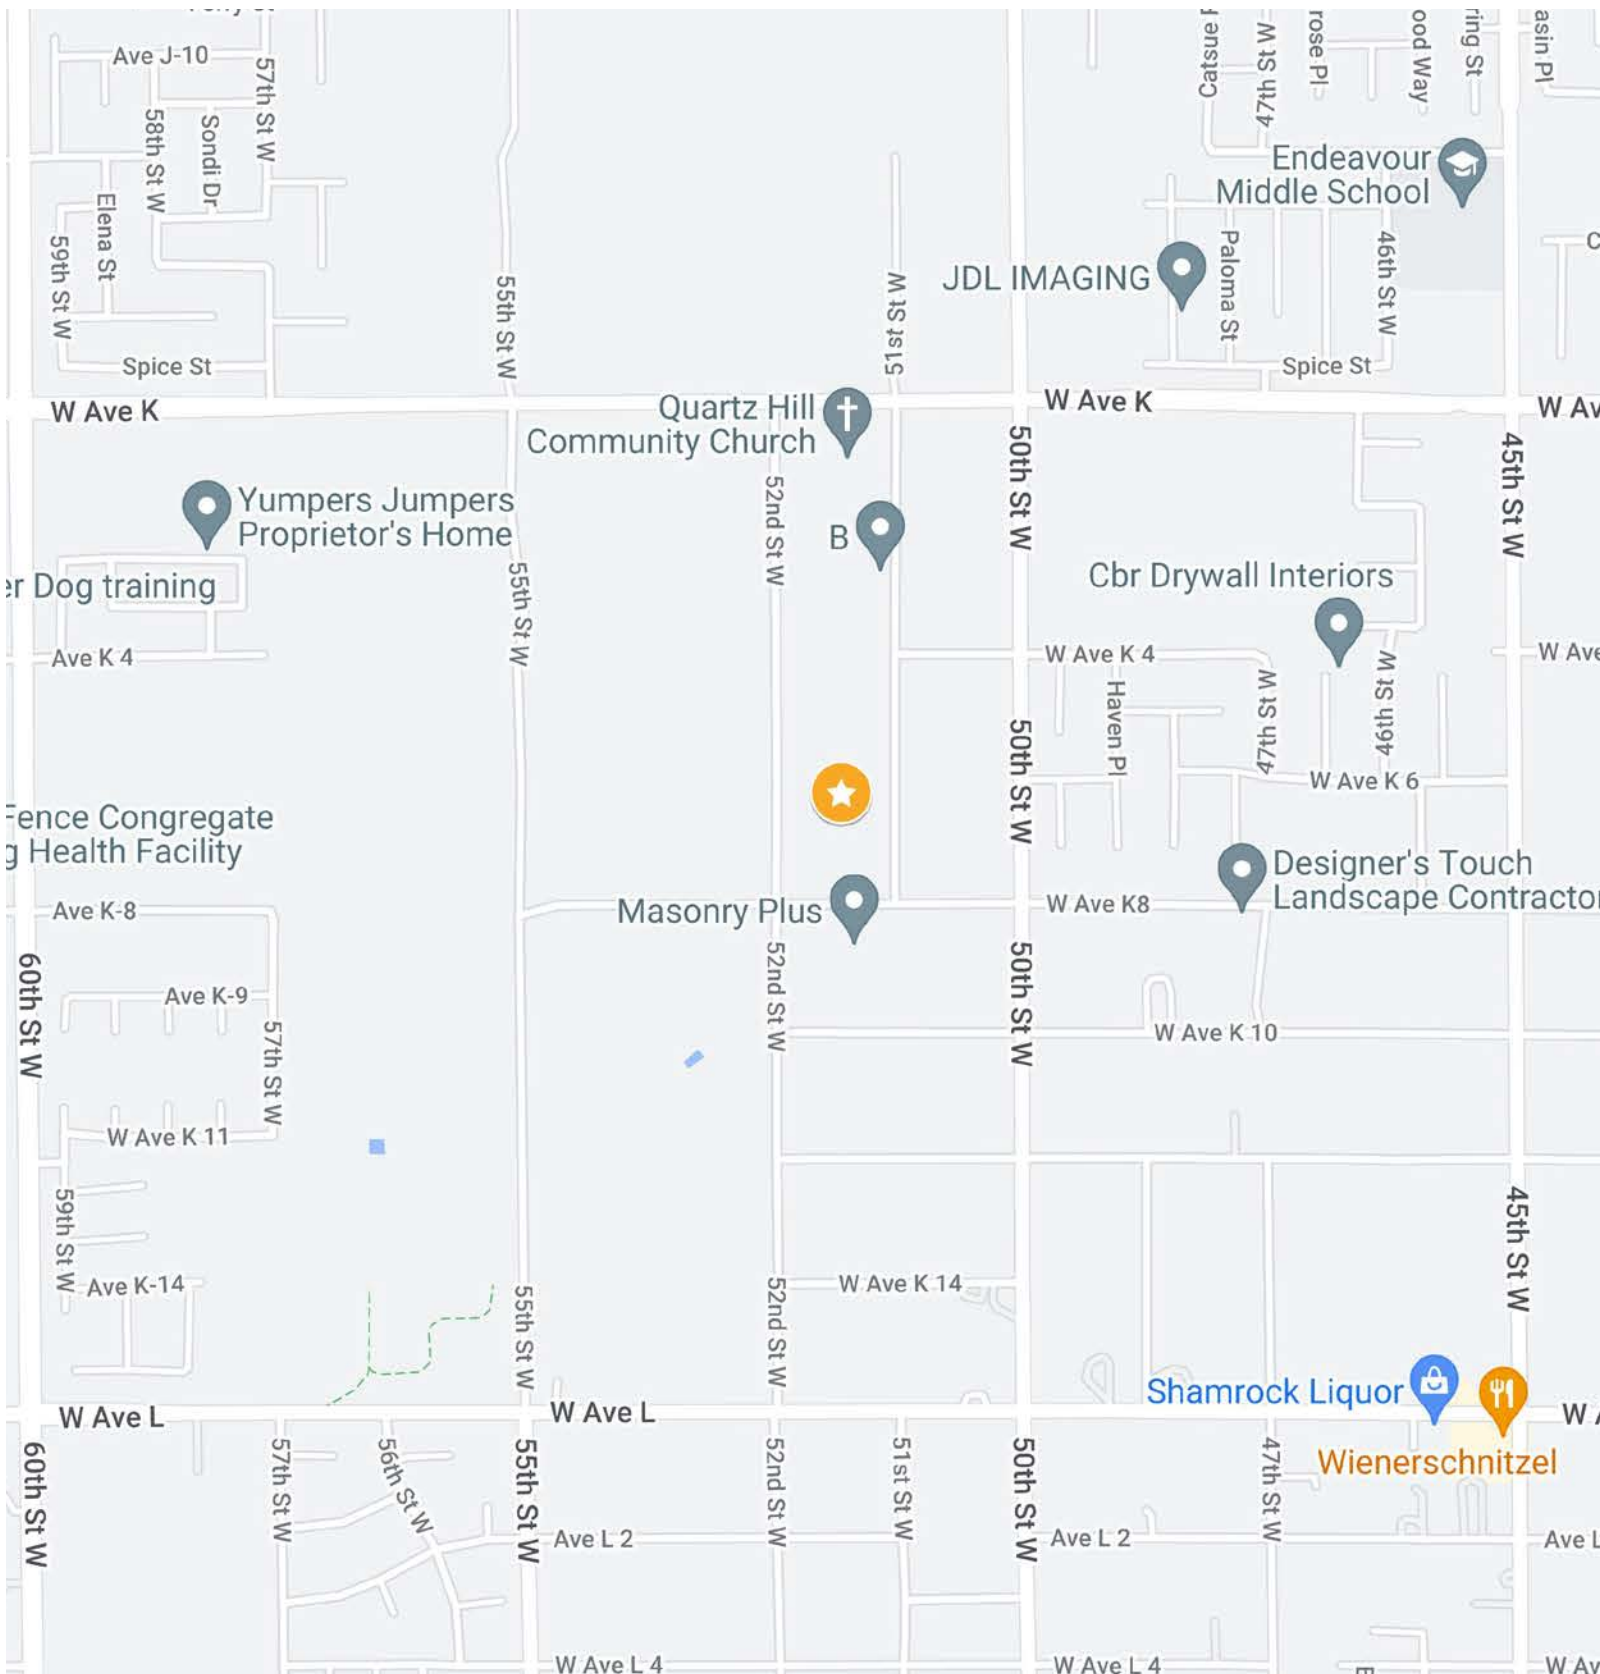 Ave J-10
57th St W
58th St W
Sondi Dr
Elena St
59th St W
Spice St
55th St W
51st St W
47th St W
rose Pl
ood Way
ring St
asin Pl
Endeavour
Middle School
JDL IMAGING
Paloma St
46th St W
Spice St
W Ave K
W Ave K
W Av
Quartz Hill
Community Church
50th St W
45th St W
Yumpers Jumpers
Proprietor's Home
52nd St W
B
er Dog training
55th St W
Cbr Drywall Interiors
Ave K 4
W Ave K 4
W Ave
Haven Pl
47th St W
46th St W
50th St W
W Ave K 6
Fence Congregate
g Health Facility
Designer's Touch
Landscape Contractor
Ave K-8
Masonry Plus
W Ave K8
60th St W
52nd St W
50th St W
Ave K-9
57th St W
W Ave K 10
W Ave K 11
59th St W
Ave K-14
55th St W
52nd St W
W Ave K 14
45th St W
Shamrock Liquor
W Ave L
W Ave L
W A
Wienerschnitzel
60th St W
57th St W
56th St W
55th St W
52nd St W
51st St W
50th St W
47th St W
Ave L 2
Ave L 2
Ave L
W Ave L 4
W Ave L 4
W Av